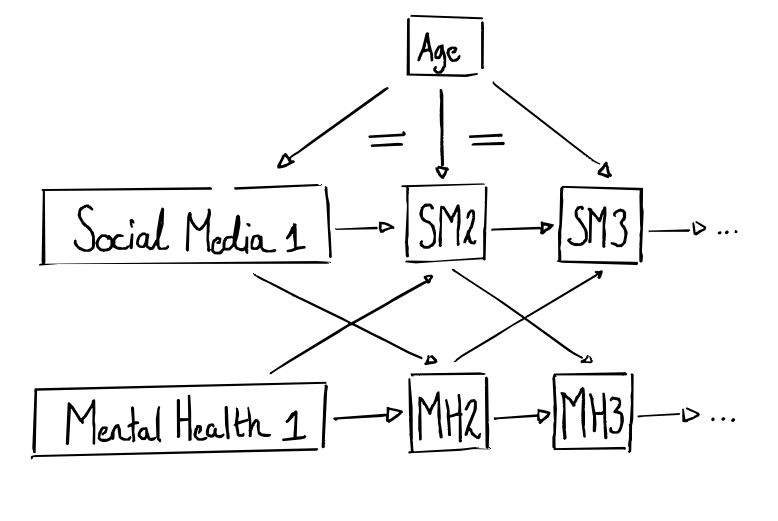 Age
= =
Social Media 1 SM2 SM3 ...
Mental Health 1 MH2 MH3 ...